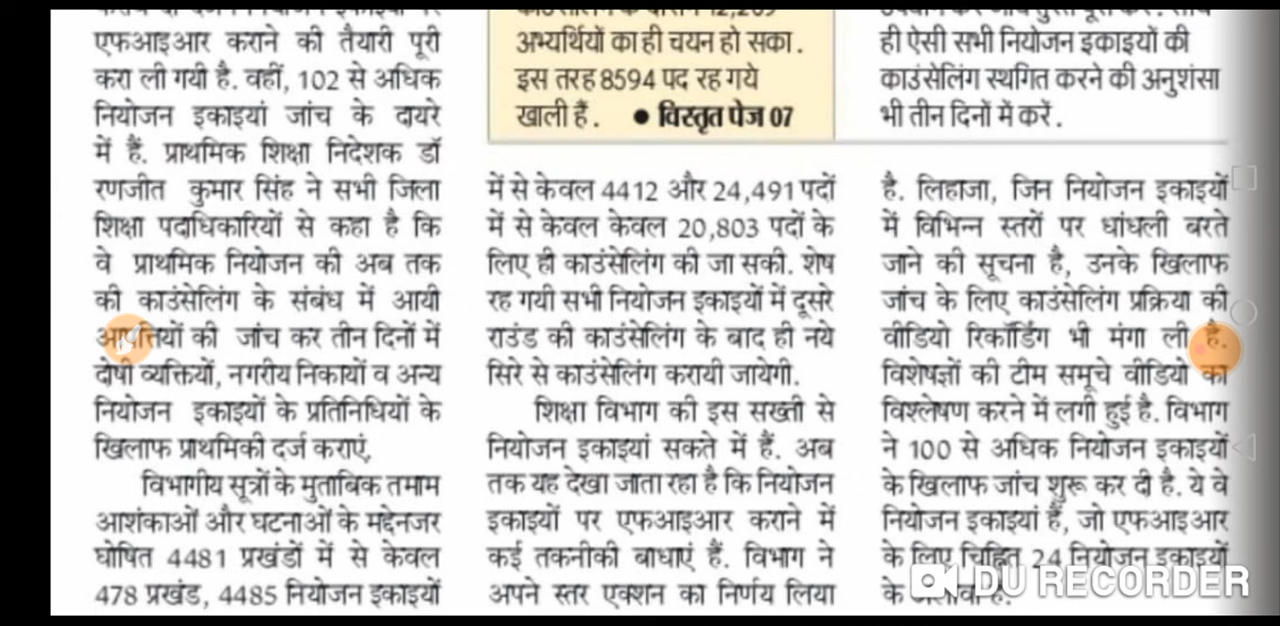 एफआइआर कराने की तैयारी पूरी
करा ली गयी है. वहीं, 102 से अधिक
नियोजन इकाइयां जांच के दायरे
में हैं. प्राथमिक शिक्षा निदेशक डॉ
रणजीत कुमार सिंह ने सभी जिला
शिक्षा पदाधिकारियों से कहा है कि
वे प्राथमिक नियोजन की अब तक
की काउंसेलिंग के संबंध में आयी
की जांच कर तीन दिनों में
दोषी व्यक्तियों, नगरीय निकायों व अन्य
नियोजन इकाइयों के प्रतिनिधियों के
खिलाफ प्राथमिकी दर्ज कराएं.
विभागीय सूत्रों के मुताबिक तमाम
आशंकाओं और घटनाओं के मद्देनजर
घोषित 4481 प्रखंडों में से केवल
478 प्रखंड, 4485 नियोजन इकाइयों
अभ्यर्थियों का ही चयन हो सका.
इस तरह 8594 पद रह गये
खाली हैं. ● विस्तृत पेज 07
में से केवल 4412 और 24,491 पदों
में से केवल केवल 20,803 पदों के
लिए ही काउंसेलिंग की जा सकी. शेष
रह गयी सभी नियोजन इकाइयों में दूसरे
राउंड की काउंसेलिंग के बाद ही नये
सिरे से काउंसेलिंग करायी जायेगी.
शिक्षा विभाग की इस सख्ती से
नियोजन इकाइयां सकते में हैं. अब
तक यह देखा जाता रहा है कि नियोजन
इकाइयों पर एफआइआर कराने में
कई तकनीकी बाधाएं हैं. विभाग ने
अपने स्तर एक्शन का निर्णय लिया
ही ऐसी सभी नियोजन इकाइयों की
काउंसेलिंग स्थगित करने की अनुशंसा
भी तीन दिनों में करें.
है. लिहाजा, जिन नियोजन इकाइयों
में विभिन्न स्तरों पर धांधली बरते
जाने की सूचना है, उनके खिलाफ
जांच के लिए काउंसेलिंग प्रक्रिया की
वीडियो रिकॉर्डिंग भी मंगा ली है.
विशेषज्ञों की टीम समूचे वीडियो का
विश्लेषण करने में लगी हुई है. विभाग
ने 100 से अधिक नियोजन इकाइयों
के खिलाफ जांच शुरू कर दी है. ये वे
नियोजन इकाइयां हैं, जो एफआइआर
के लिए चिह्नित 24 नियोजन इकाइयों
के
DU RECORDER